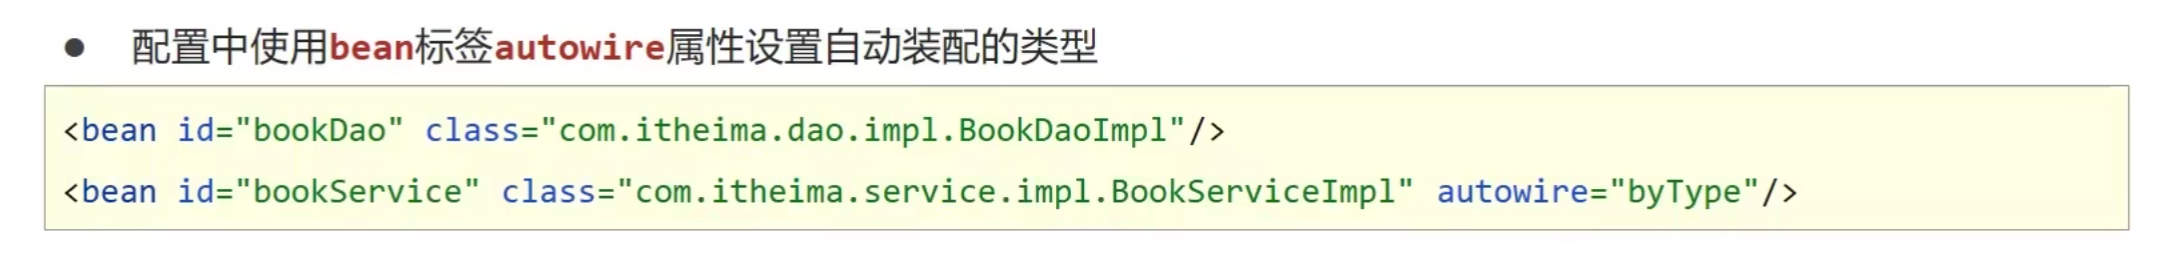 ● 配置中使用bean标签autowire属性设置自动装配的类型
<bean id="bookDao" class="com.itheima.dao.impl.BookDaoImpl"/>
<bean id="bookService" class="com.itheima.service.impl.BookServiceImpl" autowire="byType"/>